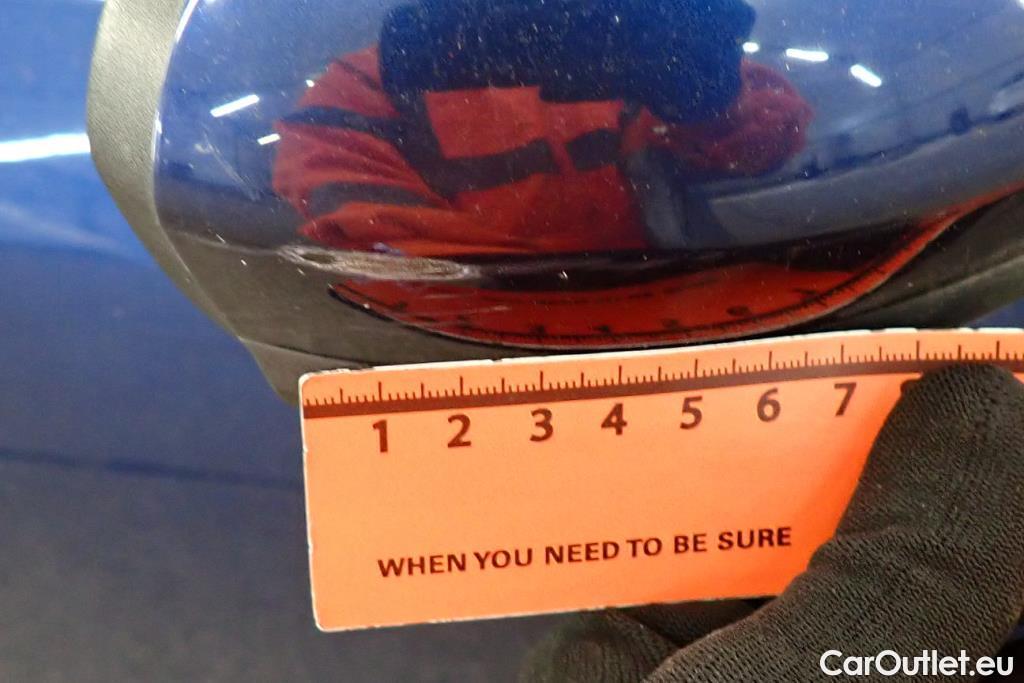 1 2 3 4 5 6 7
WHEN YOU NEED TO BE SURE
CarOutlet.eu